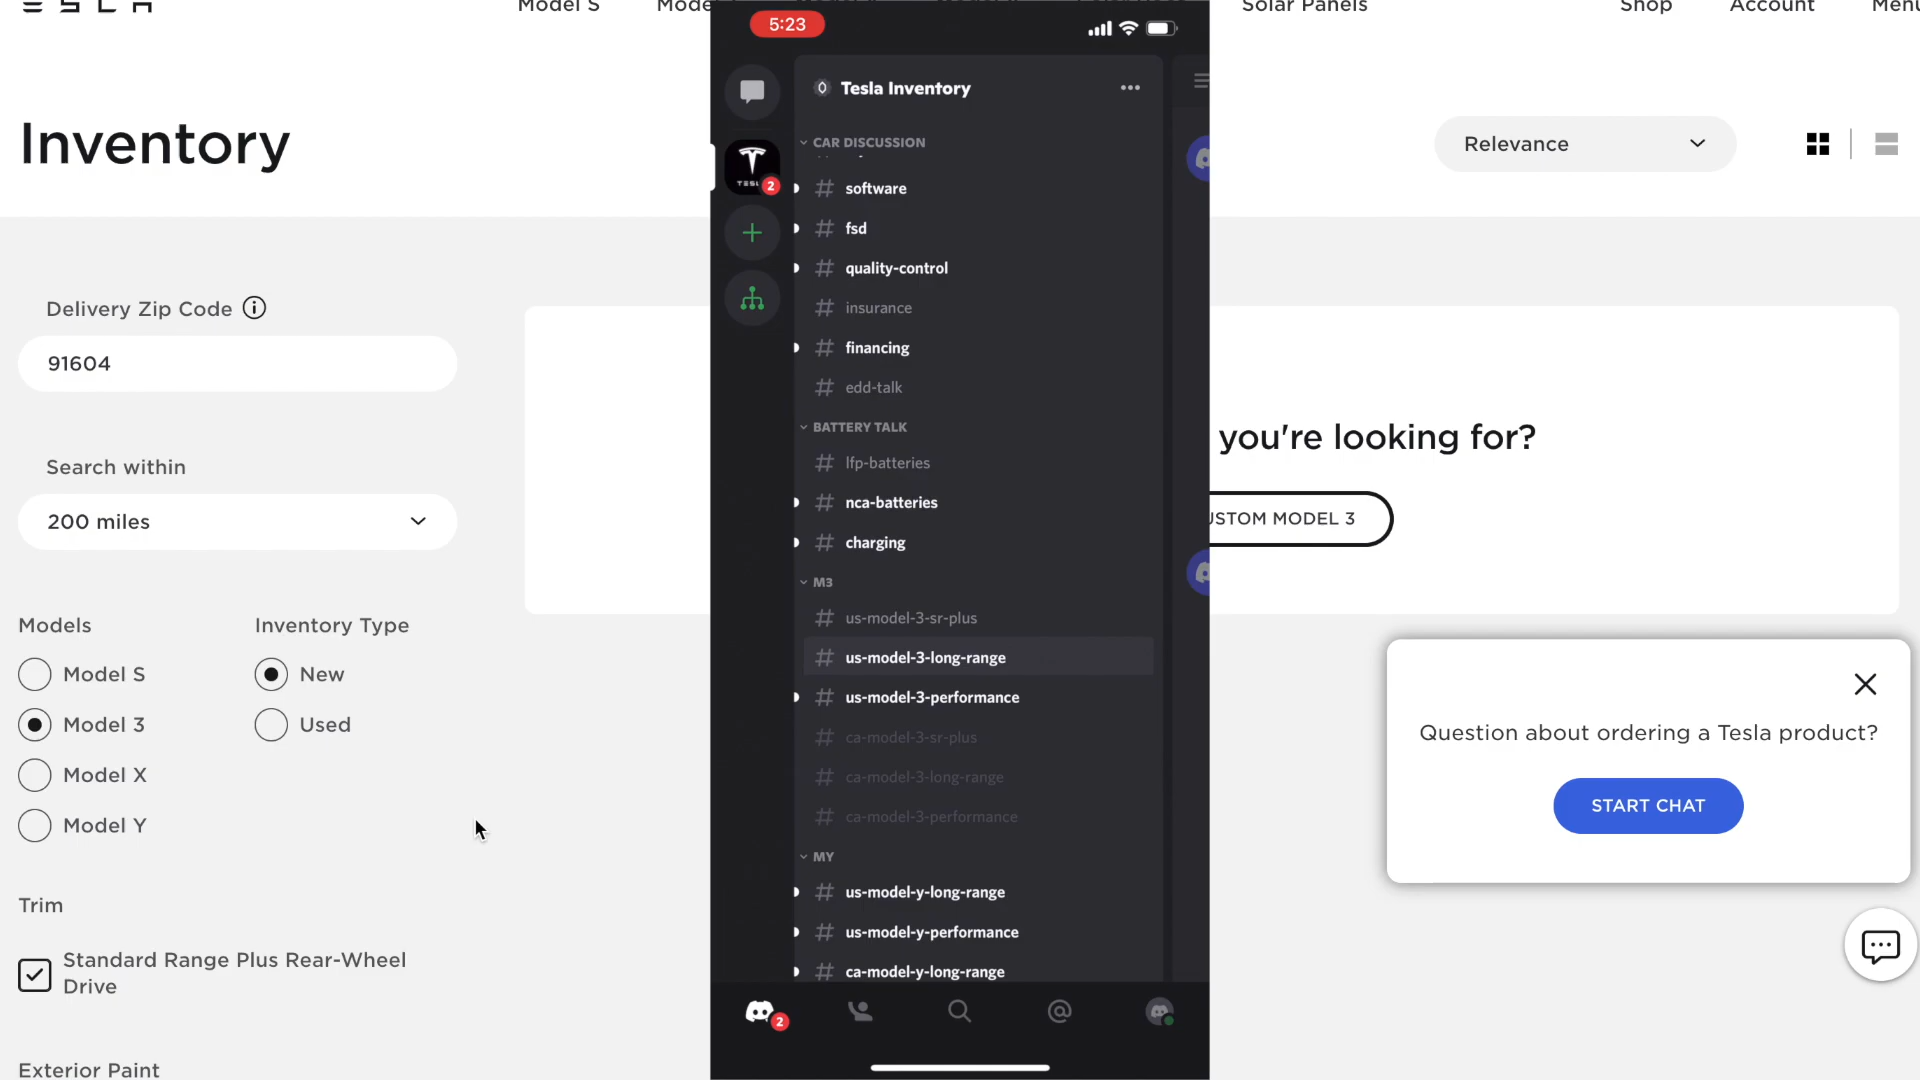 Model S
Solar Panels
Shop
Account
Menu
5:23
Tesla Inventory
CAR DISCUSSION
software
fsd
quality-control
insurance
financing
edd-talk
BATTERY TALK
lfp-batteries
nca-batteries
charging
M3
us-model-3-sr-plus
us-model-3-long-range
us-model-3-performance
ca-model-3-sr-plus
ca-model-3-long-range
ca-model-3-performance
MY
us-model-y-long-range
us-model-y-performance
ca-model-y-long-range
2
2
Inventory
Relevance
Delivery Zip Code
91604
Search within
200 miles
Models
Inventory Type
Model S
New
Model 3
Used
Model X
Model Y
Trim
Standard Range Plus Rear-Wheel
Drive
Exterior Paint
you're looking for?
USTOM MODEL 3
Question about ordering a Tesla product?
START CHAT